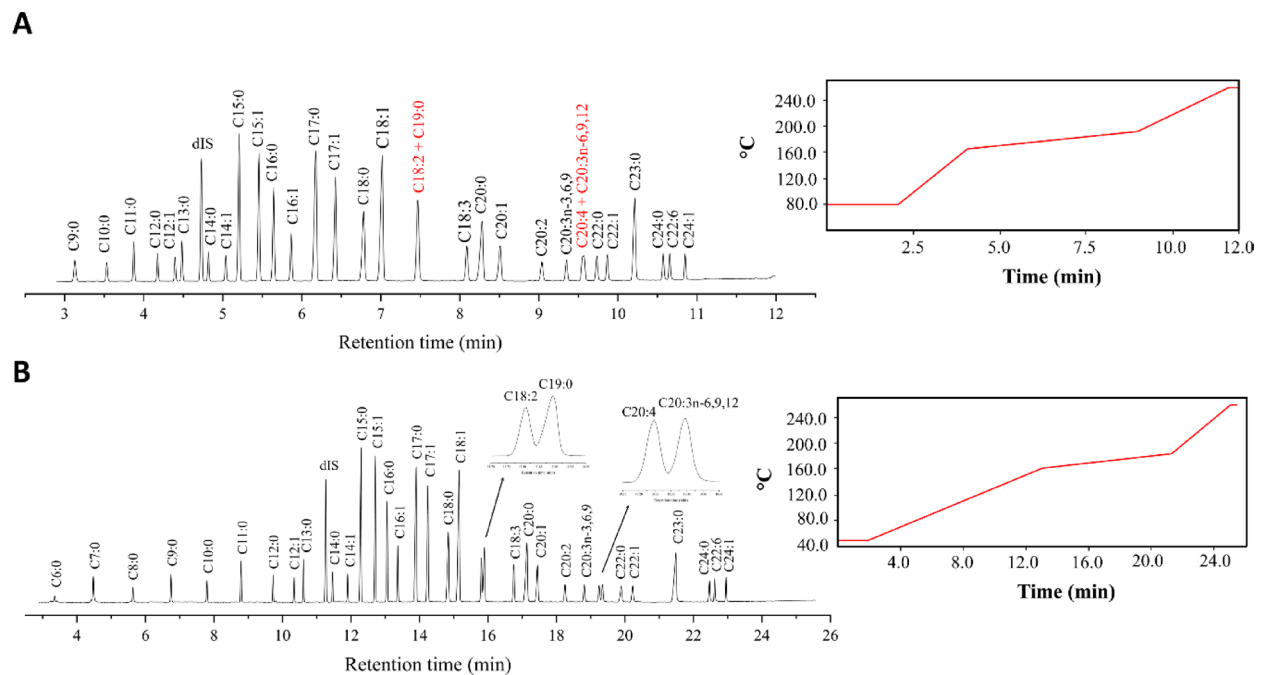 A
C9:0
C10:0
C11:0
C12:0
C12:1
C13:0
dIS
C14:0
C14:1
C15:0
C15:1
C16:0
C16:1
C17:0
C17:1
C18:0
C18:1
C18:2 + C19:0
C18:3
C20:0
C20:1
C20:2
C20:3n-3,6,9
C20:4 + C20:3n-6,9,12
C22:0
C22:1
C23:0
C24:0
C22:6
C24:1
3 4 5 6 7 8 9 10 11 12
Retention time (min)
°C
240.0
200.0
160.0
120.0
80.0
2.5 5.0 7.5 10.0 12.0
Time (min)
B
C6:0
C7:0
C8:0
C9:0
C10:0
C11:0
C12:0
C12:1
C13:0
dIS
C14:0
C14:1
C15:0
C15:1
C16:0
C16:1
C17:0
C17:1
C18:0
C18:1
C18:2
C19:0
C18:3
C20:0
C20:1
C20:2
C20:3n-3,6,9
C20:4
C20:3n-6,9,12
C22:0
C22:1
C23:0
C24:0
C22:6
C24:1
4 6 8 10 12 14 16 18 20 22 24 26
Retention time (min)
°C
240.0
200.0
160.0
120.0
80.0
40.0
4.0 8.0 12.0 16.0 20.0 24.0
Time (min)